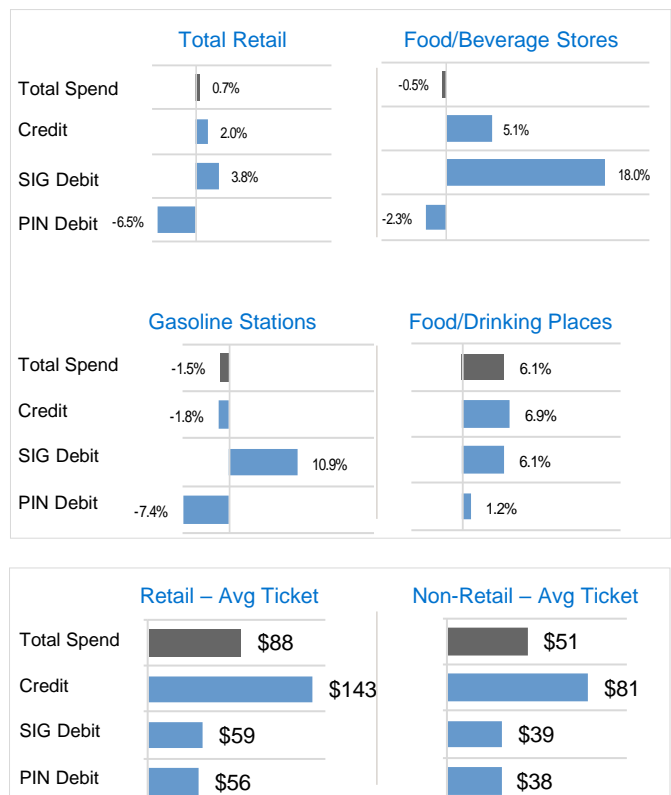 Total Retail
Food/Beverage Stores
Total Spend 0.7% -0.5%
Credit 2.0% 5.1%
SIG Debit 3.8% 18.0%
PIN Debit -6.5% -2.3%
Gasoline Stations
Food/Drinking Places
Total Spend -1.5% 6.1%
Credit -1.8% 6.9%
SIG Debit 10.9% 6.1%
PIN Debit -7.4% 1.2%
Retail – Avg Ticket
Non-Retail – Avg Ticket
Total Spend $88 $51
Credit $143 $81
SIG Debit $59 $39
PIN Debit $56 $38